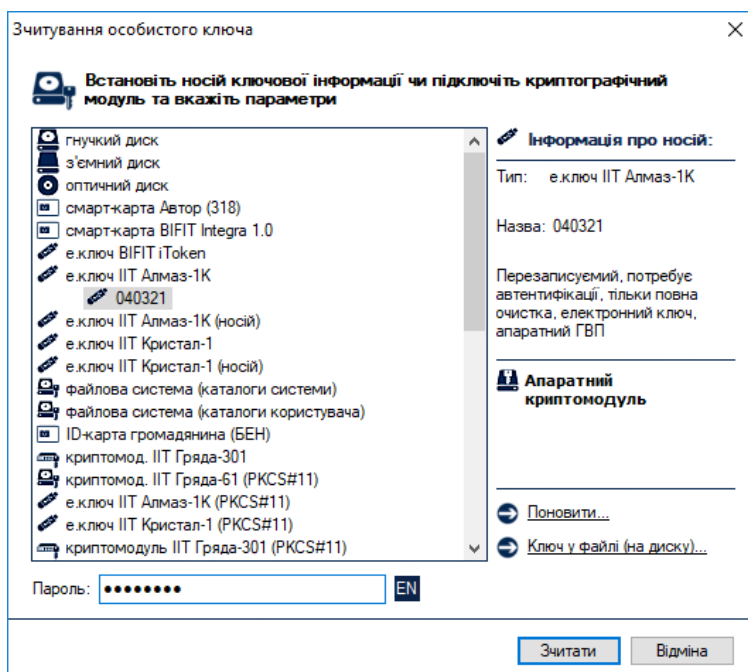 Зчитування особистого ключа
Встановіть носій ключової інформації чи підключіть криптографічний
модуль та вкажіть параметри
гнучкий диск
з'ємний диск
оптичний диск
смарт-карта Автор (318)
смарт-карта BIFIT Integra 1.0
е.ключ BIFIT iToken
е.ключ ІІТ Алмаз-1К
040321
е.ключ ІІТ Алмаз-1К (носій)
е.ключ ІІТ Кристал-1
е.ключ ІІТ Кристал-1 (носій)
файлова система (каталоги системи)
файлова система (каталоги користувача)
ID-карта громадянина (БЕН)
криптомод. ІІТ Гряда-301
криптомод. ІІТ Гряда-61 (PKCS#11)
е.ключ ІІТ Алмаз-1К (PKCS#11)
е.ключ ІІТ Кристал-1 (PKCS#11)
криптомодуль ІІТ Гряда-301 (PKCS#11)
Інформація про носій:
Тип: е.ключ ІІТ Алмаз-1К
Назва: 040321
Перезаписуємий, потребує
автентифікації, тільки повна
очистка, електронний ключ,
апаратний ГВП
Апаратний
криптомодуль
Поновити...
Ключ у файлі (на диску)...
Пароль: ●●●●●●●● EN
Зчитати Відміна